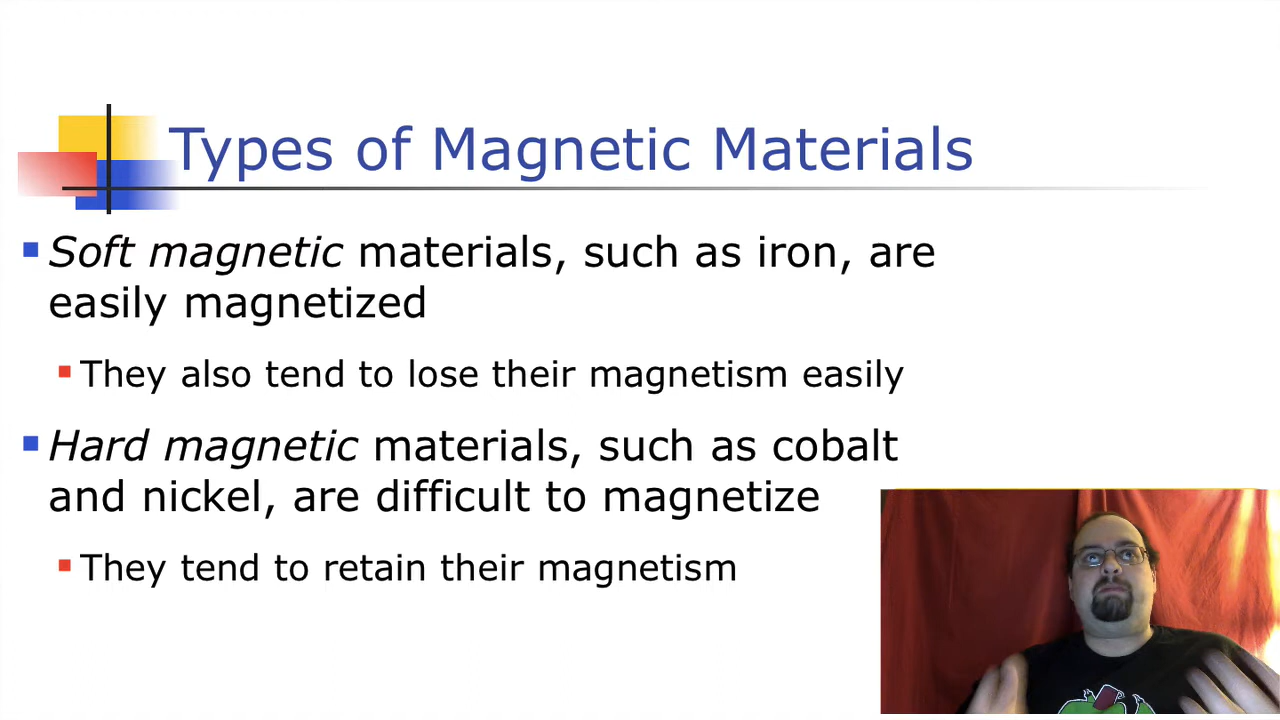 Types of Magnetic Materials
Soft magnetic materials, such as iron, are
easily magnetized
They also tend to lose their magnetism easily
Hard magnetic materials, such as cobalt
and nickel, are difficult to magnetize
They tend to retain their magnetism